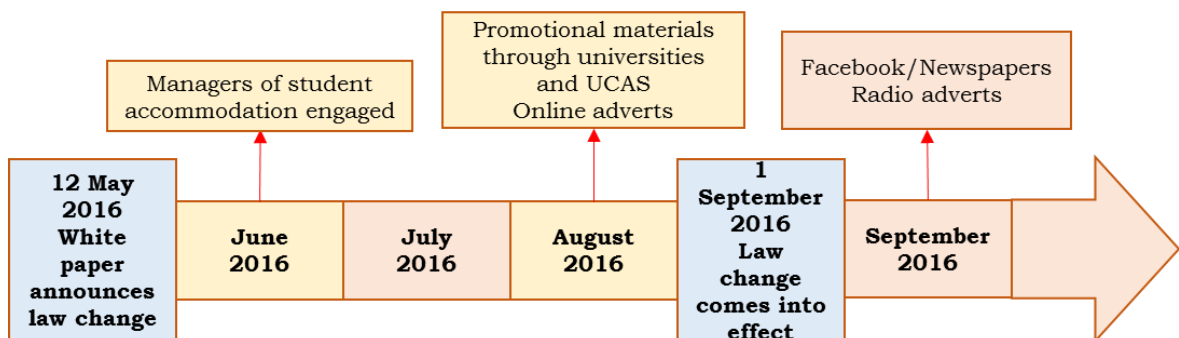 Managers of student
accommodation engaged
Promotional materials
through universities
and UCAS
Online adverts
Facebook/Newspapers
Radio adverts
12 May
2016
White
paper
announces
law change
June
2016
July
2016
August
2016
1
September
2016
Law
change
comes into
effect
September
2016